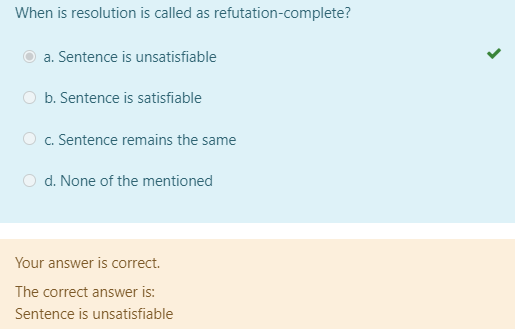 When is resolution is called as refutation-complete?
a. Sentence is unsatisfiable
b. Sentence is satisfiable
c. Sentence remains the same
d. None of the mentioned
Your answer is correct.
The correct answer is:
Sentence is unsatisfiable